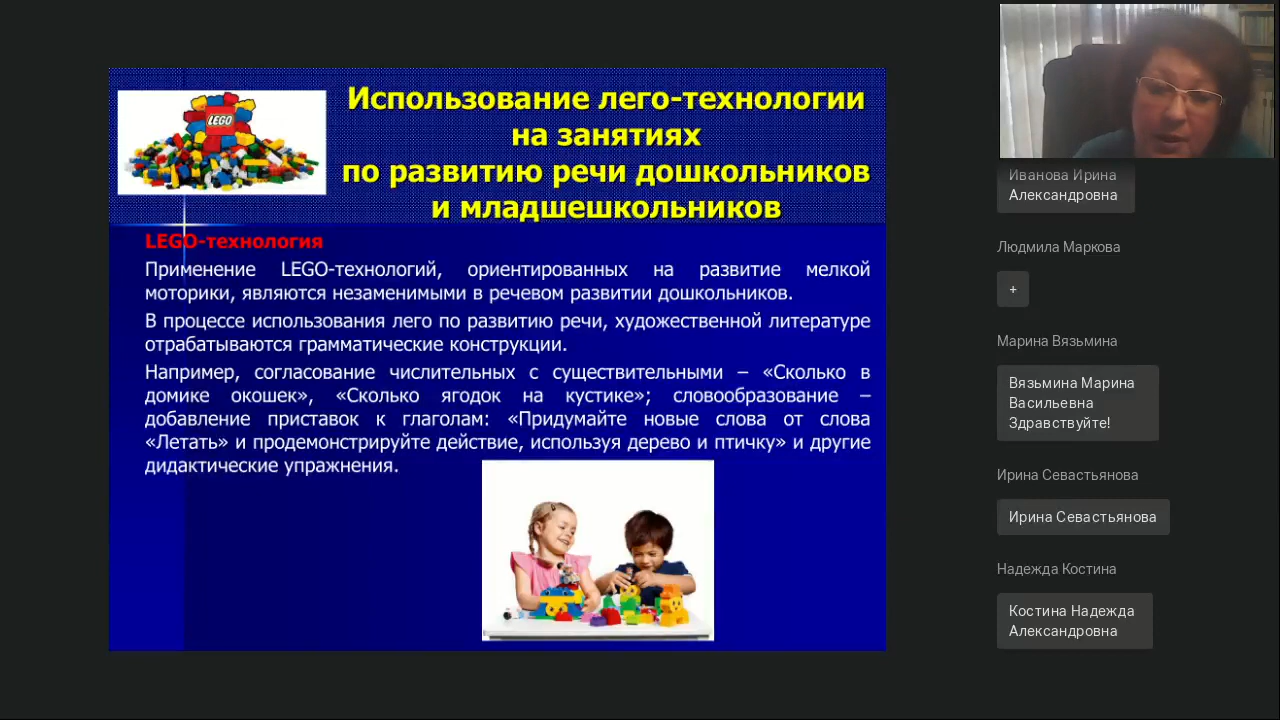 LEGO
Использование лего-технологии
на занятиях
по развитию речи дошкольников
и младшешкольников
LEGO-технология
Применение LEGO-технологий, ориентированных на развитие мелкой
моторики, являются незаменимыми в речевом развитии дошкольников.
В процессе использования лего по развитию речи, художественной литературе
отрабатываются грамматические конструкции.
Например, согласование числительных с существительными – «Сколько в
домике окошек», «Сколько ягодок на кустике»; словообразование –
добавление приставок к глаголам: «Придумайте новые слова от слова
«Летать» и продемонстрируйте действие, используя дерево и птичку» и другие
дидактические упражнения.
Иванова Ирина
Александровна
Людмила Маркова
+
Марина Вязьмина
Вязьмина Марина
Васильевна
Здравствуйте!
Ирина Севастьянова
Ирина Севастьянова
Надежда Костина
Костина Надежда
Александровна